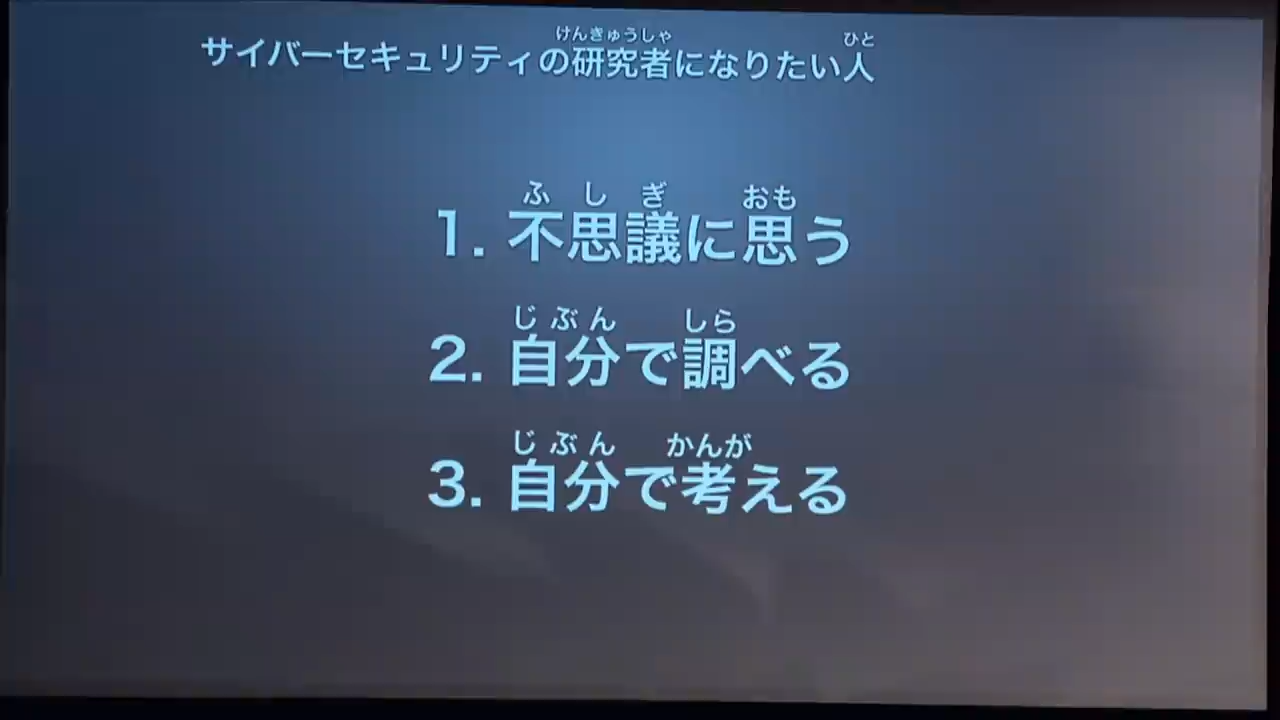 けんきゅうしゃ ひと
サイバーセキュリティの研究者になりたい人
ふしぎ おも
1. 不思議に思う
じぶん しら
2. 自分で調べる
じぶん かんが
3. 自分で考える